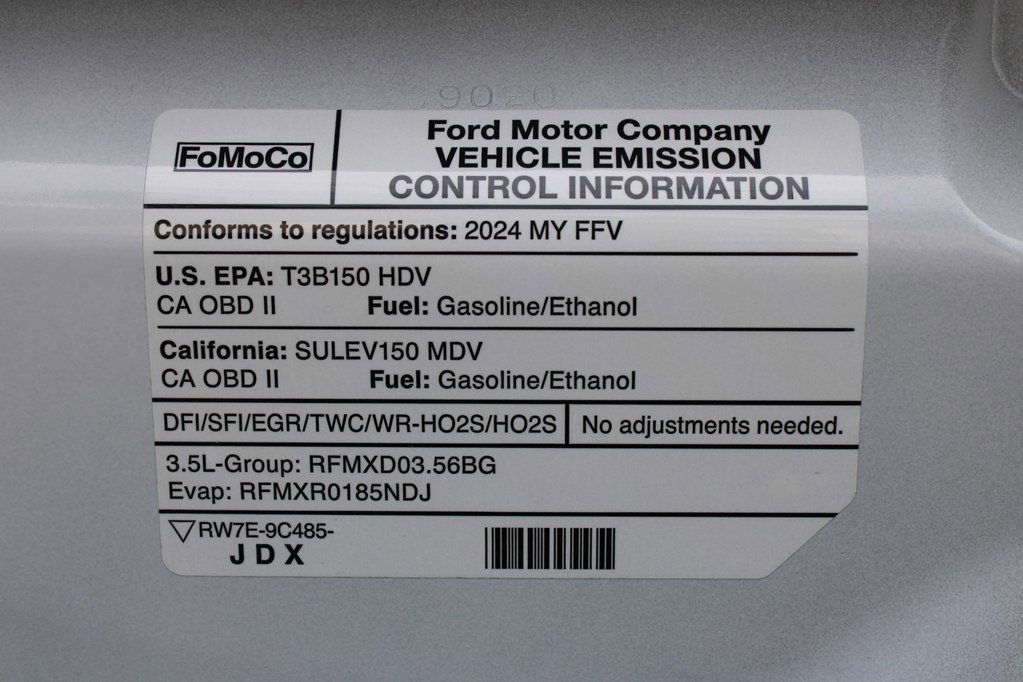 FoMoCo
Ford Motor Company
VEHICLE EMISSION
CONTROL INFORMATION
Conforms to regulations: 2024 MY FFV
U.S. EPA: T3B150 HDV
CA OBD II Fuel: Gasoline/Ethanol
California: SULEV150 MDV
CA OBD II Fuel: Gasoline/Ethanol
DFI/SFI/EGR/TWC/WR-HO2S/HO2S
No adjustments needed.
3.5L-Group: RFMXD03.56BG
Evap: RFMXR0185NDJ
RW7E-9C485-
JDX